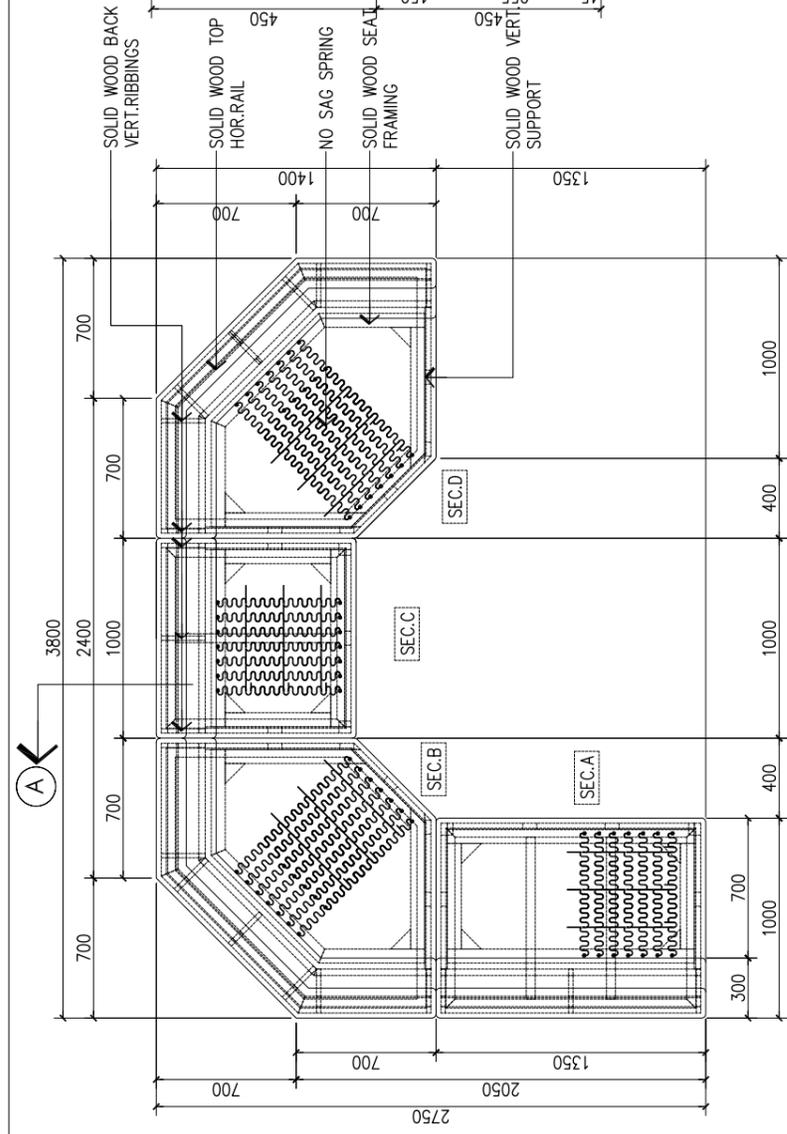 450
450
SOLID WOOD BACK
VERT.RIBBINGS
SOLID WOOD TOP
HOR.RAIL
NO SAG SPRING
SOLID WOOD SEAT
FRAMING
SOLID WOOD VERT.
SUPPORT
1400
1350
700
700
3800
2400
700
700
1000
700
700
A
SEC.D
SEC.C
SEC.B
SEC.A
1000
400
1000
400
1000
700
300
700
1350
700
2050
2750